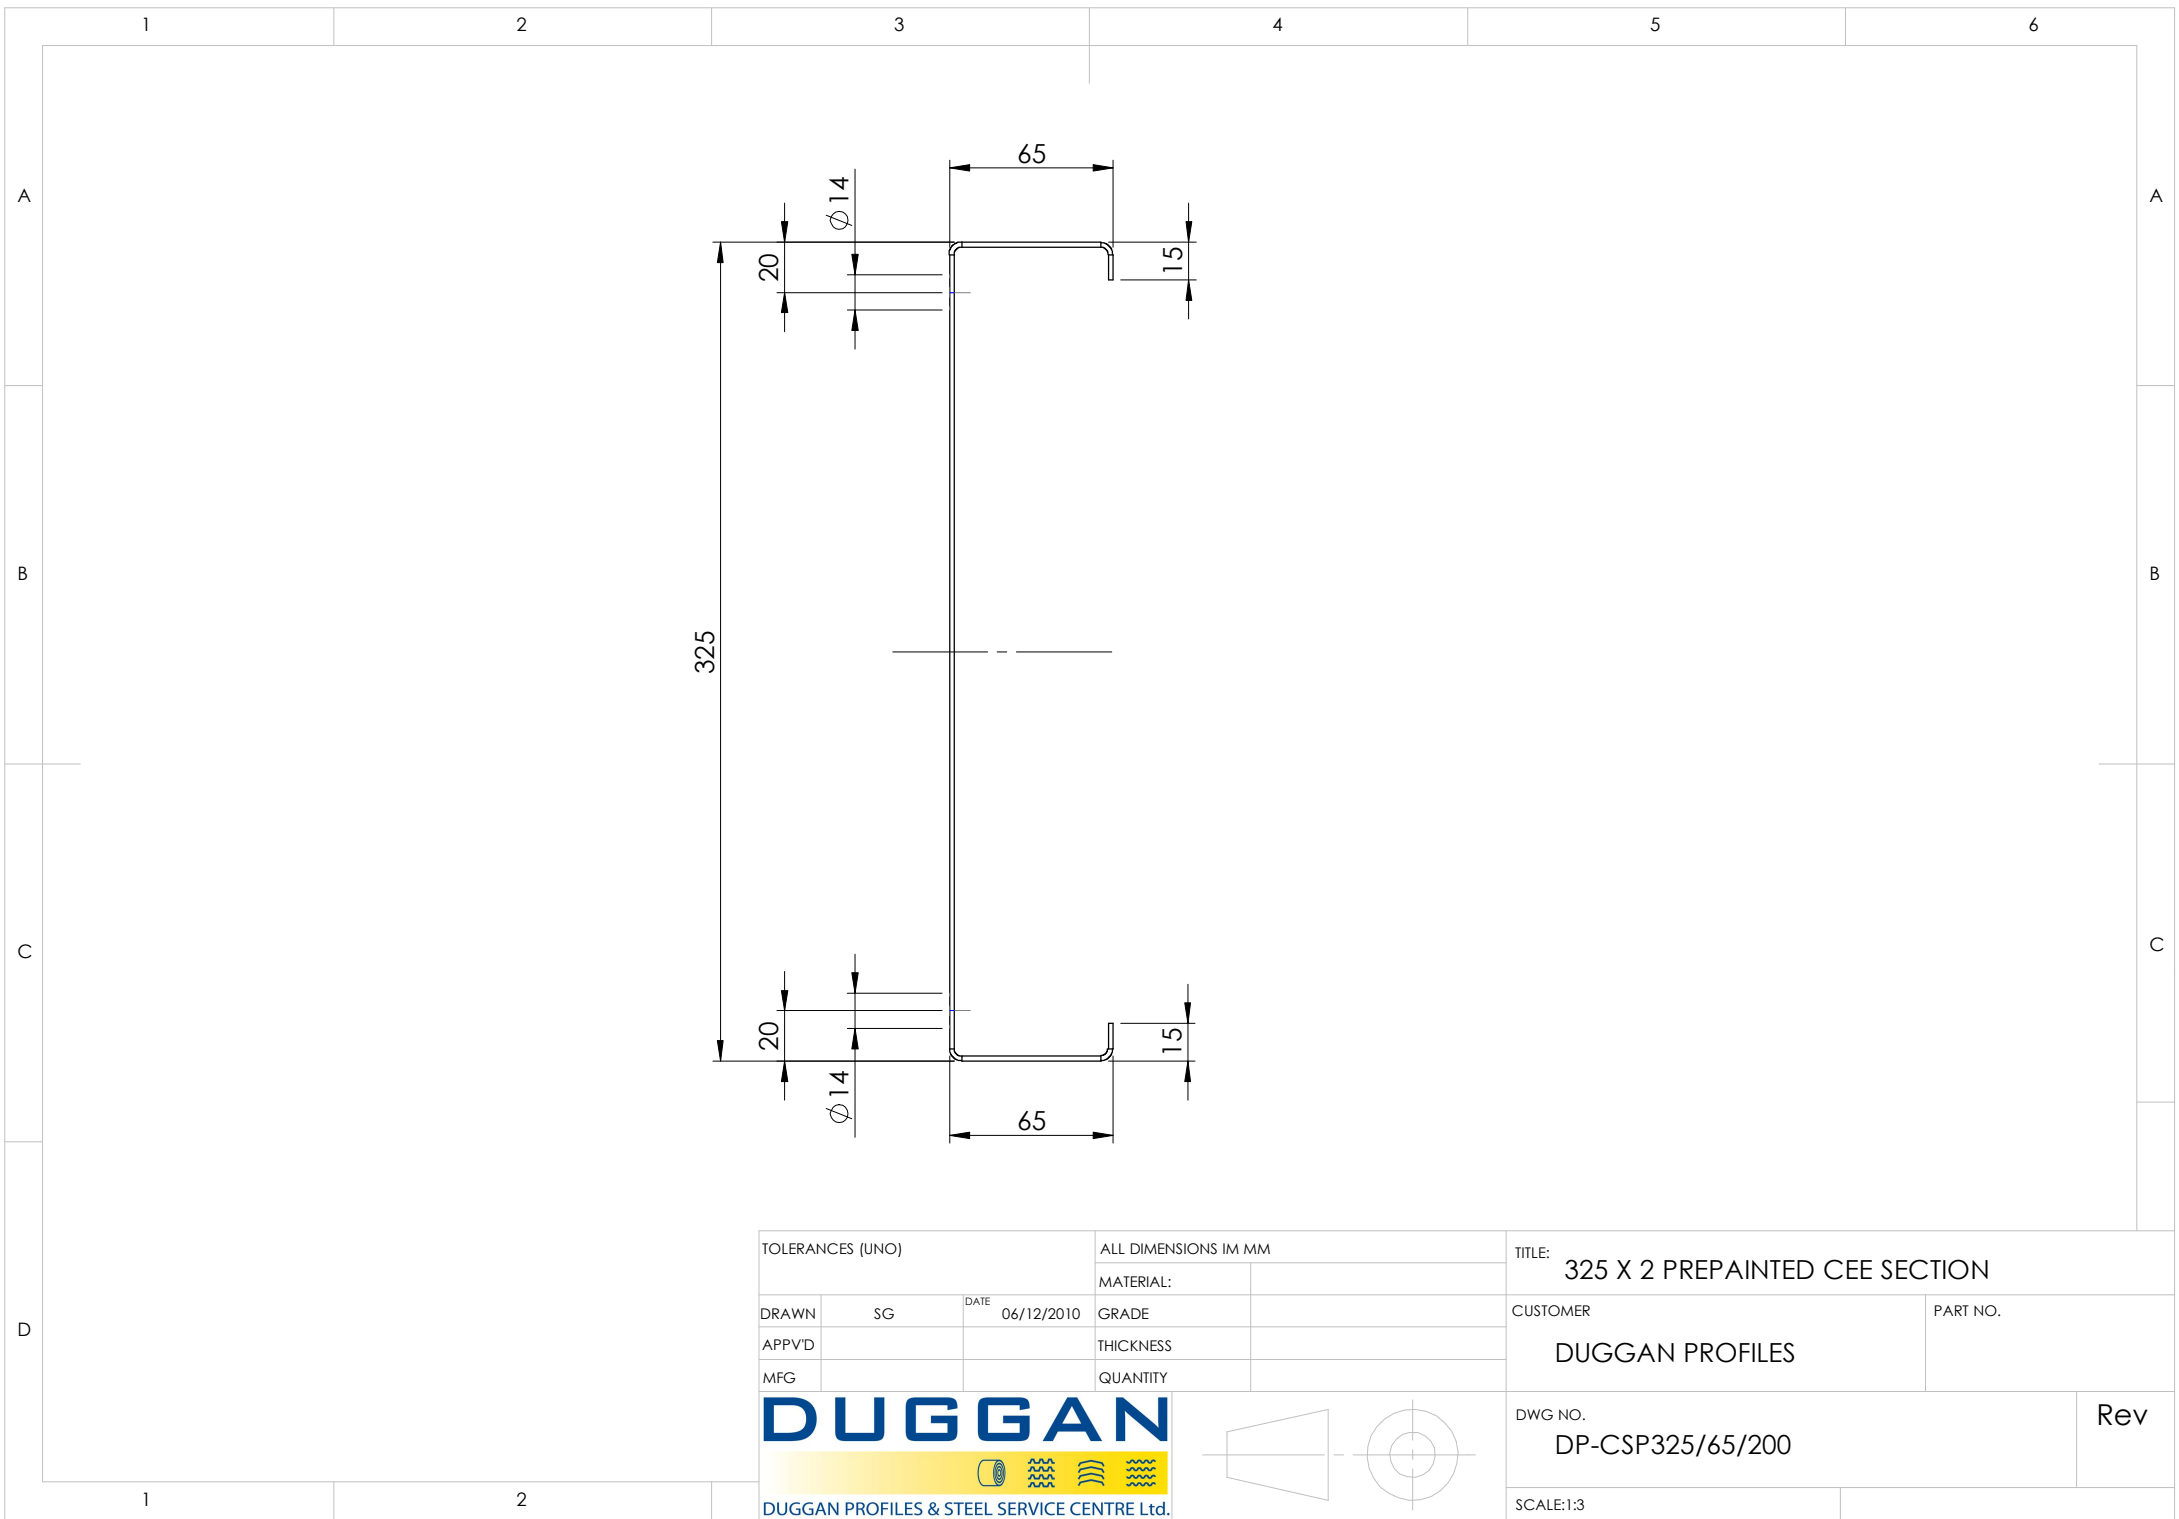 1 2 3 4 5 6
65
A A
⌀14
20
15
B B
325
C C
20
15
⌀14
65
D
TOLERANCES (UNO)
ALL DIMENSIONS IM MM
MATERIAL:
TITLE: 325 X 2 PREPAINTED CEE SECTION
DRAWN SG DATE 06/12/2010 GRADE
CUSTOMER
DUGGAN PROFILES
PART NO.
APPV'D THICKNESS
MFG QUANTITY
DUGGAN
DUGGAN PROFILES & STEEL SERVICE CENTRE Ltd.
DWG NO.
DP-CSP325/65/200
Rev
SCALE:1:3
1 2